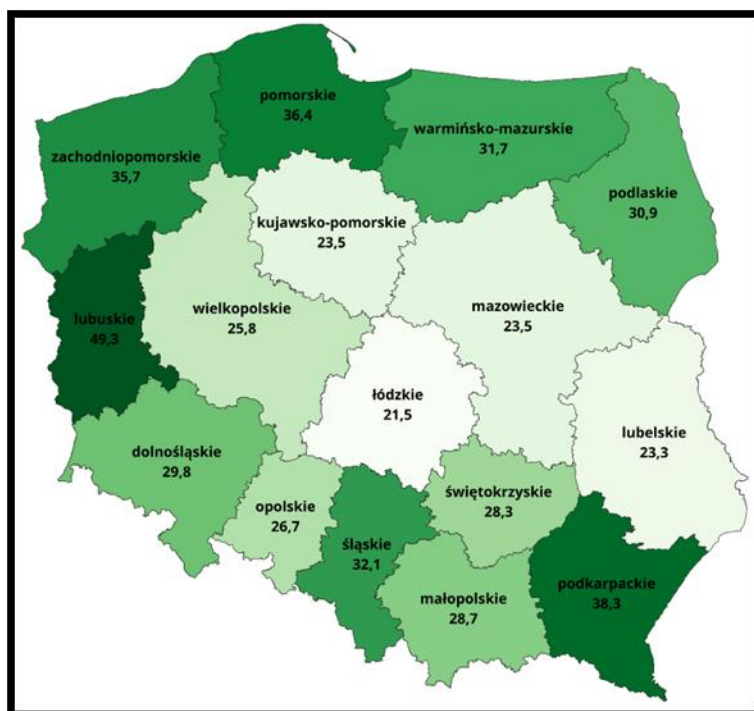 pomorskie
36,4
warmińsko-mazurskie
31,7
zachodniopomorskie
35,7
podlaskie
30,9
kujawsko-pomorskie
23,5
wielkopolskie
25,8
mazowieckie
23,5
lubuskie
49,3
łódzkie
21,5
lubelskie
23,3
dolnośląskie
29,8
świętokrzyskie
28,3
opolskie
26,7
śląskie
32,1
podkarpackie
38,3
małopolskie
28,7